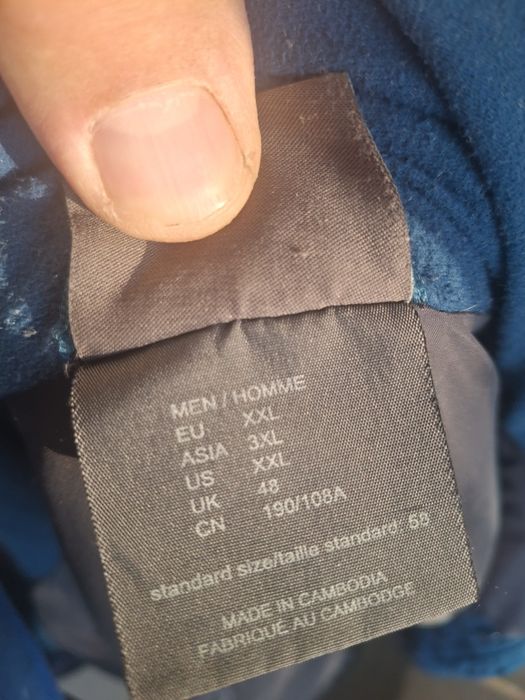 MEN / HOMME
EU XXL
ASIA 3XL
US XXL
UK 48
CN 190/108A
standard size/taille standard 68
MADE IN CAMBODIA
FABRIQUÉ AU CAMBODGE